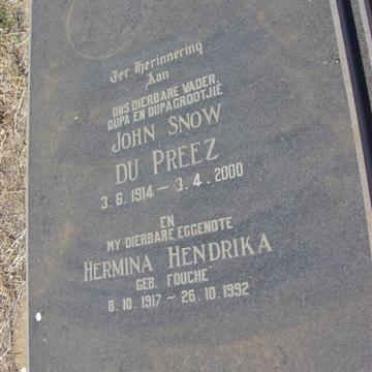 Ter Herinnering
Aan
ONS DIERBARE VADER,
OUPA EN OUPAGROOTJIE
JOHN SNOW
DU PREEZ
3.6.1914 – 3.4.2000
EN
MY DIERBARE EGGENOTE
HERMINA HENDRIKA
GEB. FOUCHE
8.10.1917 – 26.10.1992